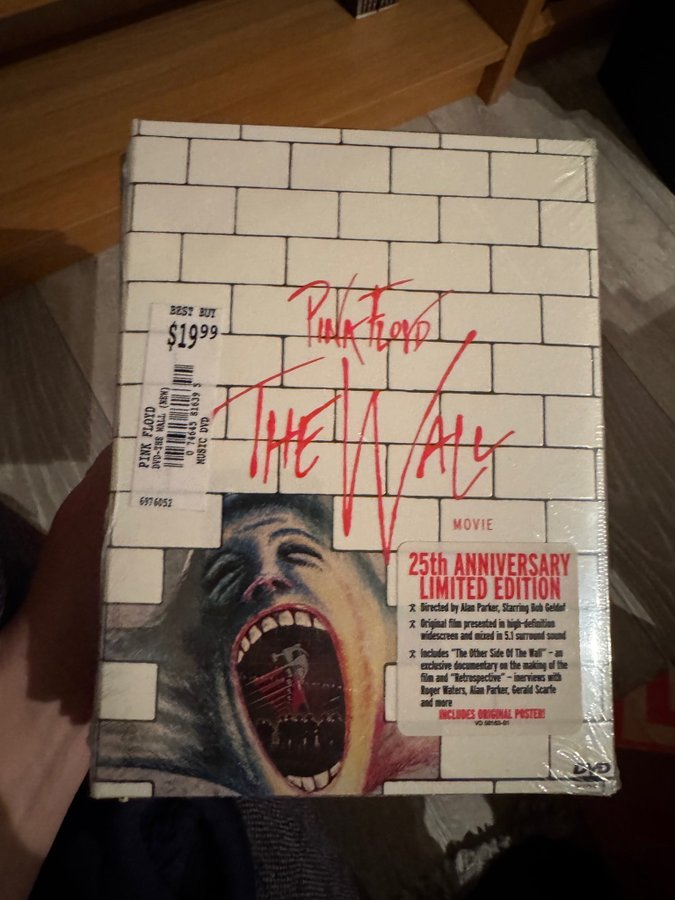 BEST BUY
$19.99
PINK FLOYD
DVD-THE WALL (NEW)
0 74645 81639 5
MUSIC DVD
6976052
PINK FLOYD
THE WALL
MOVIE
25th ANNIVERSARY
LIMITED EDITION
Directed by Alan Parker, Starring Bob Geldof
Original film presented in high-definition
widescreen and mixed in 5.1 surround sound
Includes "The Other Side Of The Wall" – an
exclusive documentary on the making of the
film and "Retrospective" – inerviews with
Roger Waters, Alan Parker, Gerald Scarfe
and more
INCLUDES ORIGINAL POSTER!
DVD